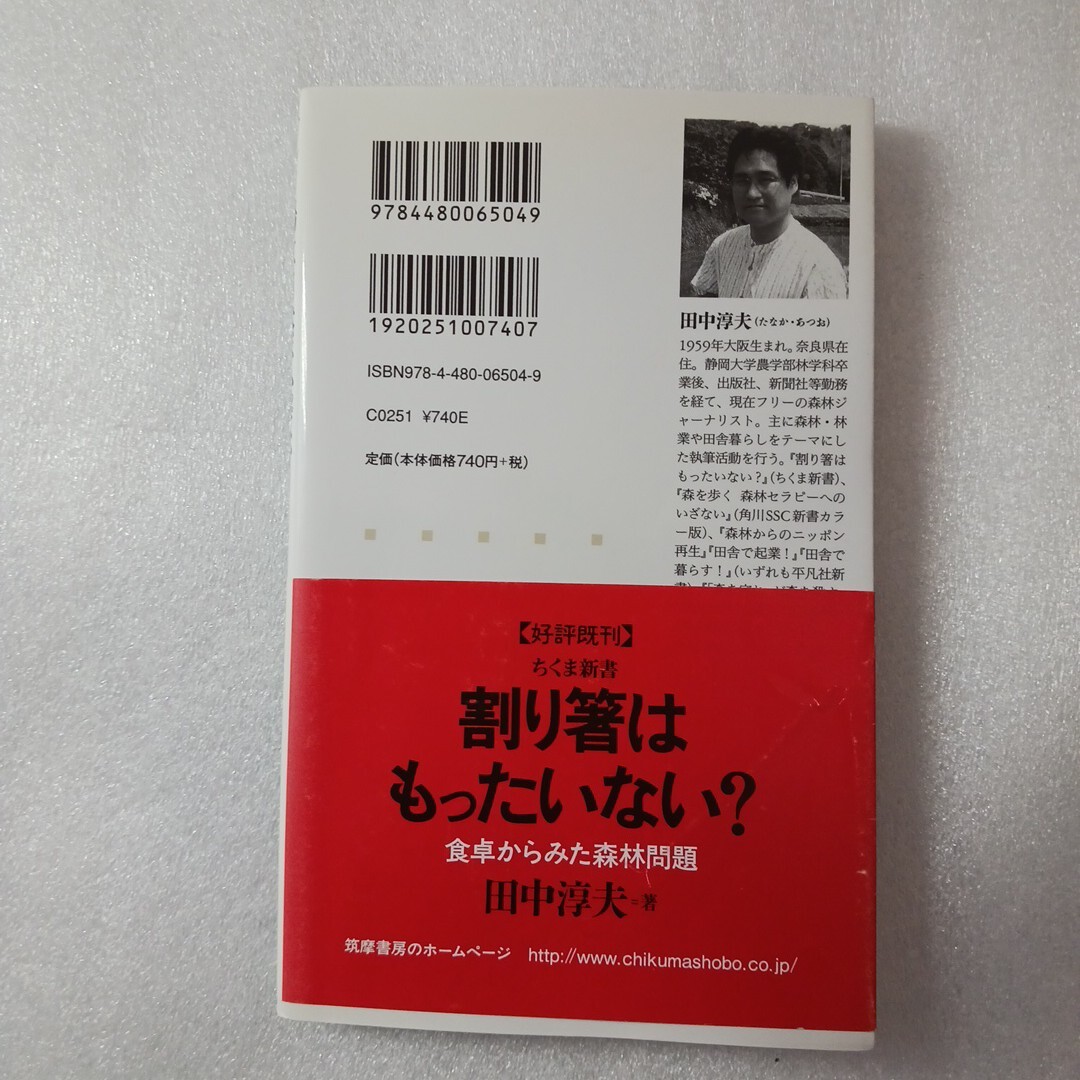 9784480065049
1920251007407
ISBN978-4-480-06504-9
C0251 ¥740E
定価(本体価格740円+税)
田中淳夫(たなか・あつお)
1959年大阪生まれ。奈良県在
住。静岡大学農学部林学科卒
業後、出版社、新聞社等勤務
を経て、現在フリーの森林ジ
ャーナリスト。主に森林・林
業や田舎暮らしをテーマにし
た執筆活動を行う。『割り箸は
もったいない?』(ちくま新書)、
『森を歩く 森林セラピーへの
いざない』(角川SSC新書カラ
ー版)、『森林からのニッポン
再生』『田舎で起業!』『田舎で
暮らす!』(いずれも平凡社新
【好評既刊】
ちくま新書
割り箸は
もったいない?
食卓からみた森林問題
田中淳夫=著
筑摩書房のホームページ http://www.chikumashobo.co.jp/